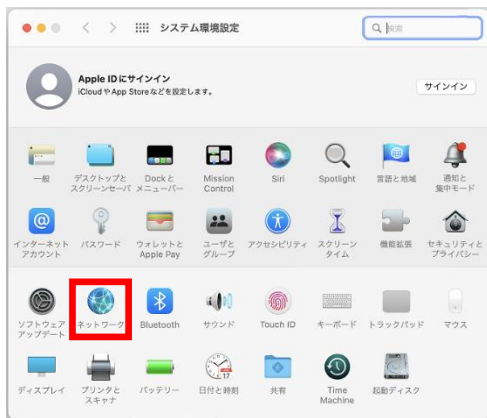 システム環境設定
検索
Apple IDにサインイン
iCloudやApp Storeなどを設定します。
サインイン
一般
デスクトップと
スクリーンセーバ
Dockと
メニューバー
Mission
Control
Siri
Spotlight
言語と地域
通知と
集中モード
インターネット
アカウント
パスワード
ウォレットと
Apple Pay
ユーザと
グループ
アクセシビリティ
スクリーン
タイム
機能拡張
セキュリティと
プライバシー
ソフトウェア
アップデート
ネットワーク
Bluetooth
サウンド
Touch ID
キーボード
トラックパッド
マウス
ディスプレイ
プリンタと
スキャナ
バッテリー
17
日付と時刻
共有
Time
Machine
起動ディスク